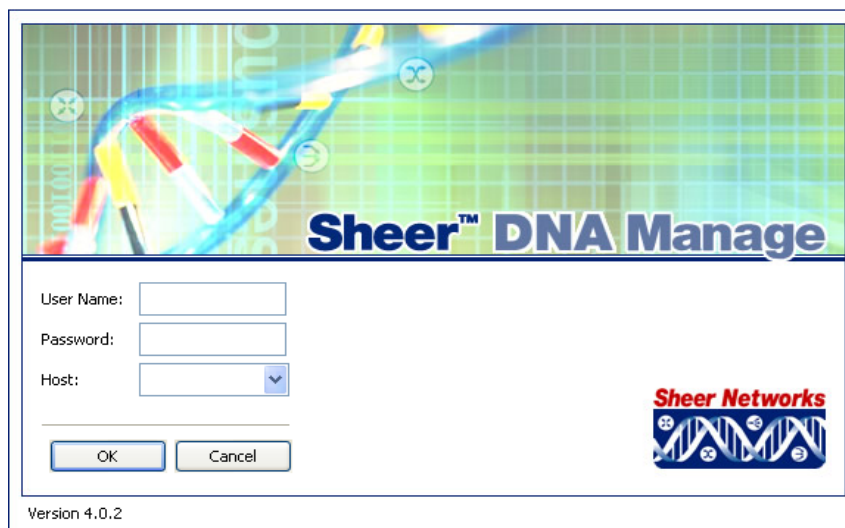 Sheer™ DNA Manage
User Name:
Password:
Host:
Sheer Networks
OK Cancel
Version 4.0.2